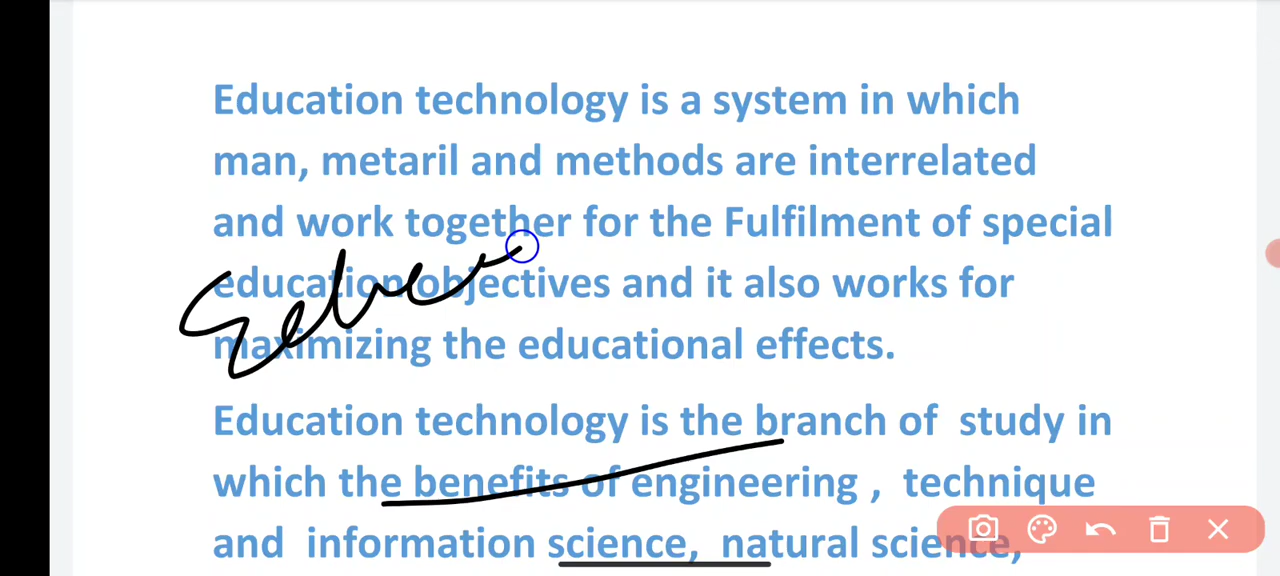 Education technology is a system in which
man, metaril and methods are interrelated
and work together for the Fulfilment of special
education objectives and it also works for
maximizing the educational effects.
Education technology is the branch of study in
which the benefits of engineering , technique
and information science, natural science,